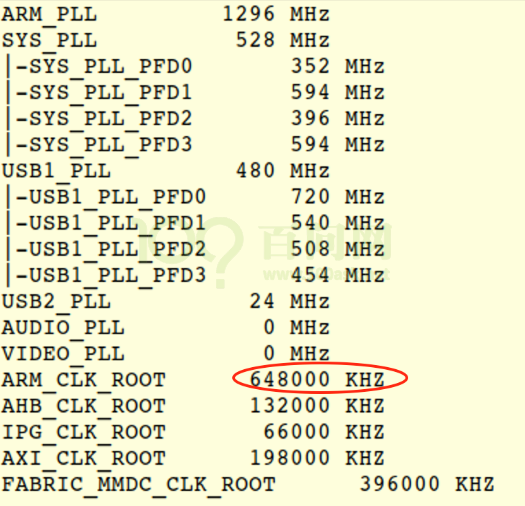 ARM_PLL 1296 MHz
SYS_PLL 528 MHz
|-SYS_PLL_PFD0 352 MHz
|-SYS_PLL_PFD1 594 MHz
|-SYS_PLL_PFD2 396 MHz
|-SYS_PLL_PFD3 594 MHz
USB1_PLL 480 MHz
|-USB1_PLL_PFD0 720 MHz
|-USB1_PLL_PFD1 540 MHz
|-USB1_PLL_PFD2 508 MHz
|-USB1_PLL_PFD3 454 MHz
USB2_PLL 24 MHz
AUDIO_PLL 0 MHz
VIDEO_PLL 0 MHz
ARM_CLK_ROOT 648000 KHZ
AHB_CLK_ROOT 132000 KHZ
IPG_CLK_ROOT 66000 KHZ
AXI_CLK_ROOT 198000 KHZ
FABRIC_MMDC_CLK_ROOT 396000 KHZ
百问网